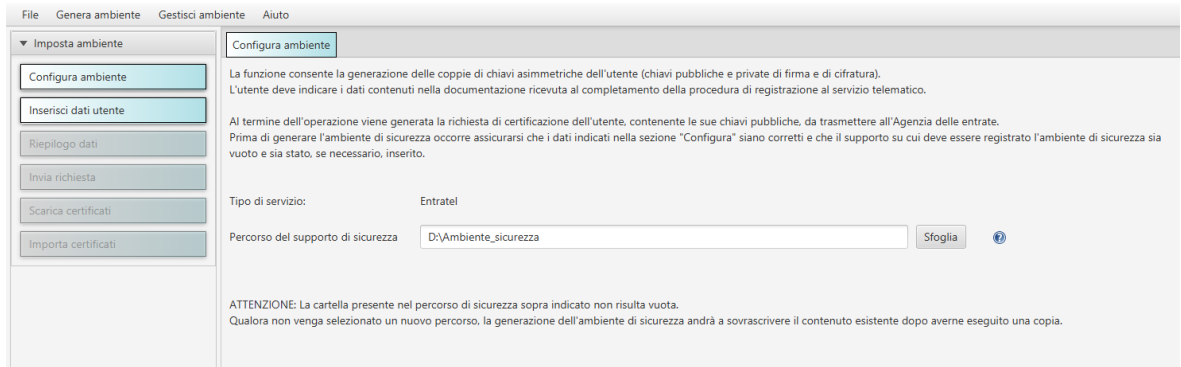 File Genera ambiente Gestisci ambiente Aiuto
Imposta ambiente
Configura ambiente
Inserisci dati utente
Riepilogo dati
Invia richiesta
Scarica certificati
Importa certificati
Configura ambiente
La funzione consente la generazione delle coppie di chiavi asimmetriche dell'utente (chiavi pubbliche e private di firma e di cifratura).
L'utente deve indicare i dati contenuti nella documentazione ricevuta al completamento della procedura di registrazione al servizio telematico.
Al termine dell'operazione viene generata la richiesta di certificazione dell'utente, contenente le sue chiavi pubbliche, da trasmettere all'Agenzia delle entrate.
Prima di generare l'ambiente di sicurezza occorre assicurarsi che i dati indicati nella sezione "Configura" siano corretti e che il supporto su cui deve essere registrato l'ambiente di sicurezza sia
vuoto e sia stato, se necessario, inserito.
Tipo di servizio: Entratel
Percorso del supporto di sicurezza D:\Ambiente_sicurezza Sfoglia ?
ATTENZIONE: La cartella presente nel percorso di sicurezza sopra indicato non risulta vuota.
Qualora non venga selezionato un nuovo percorso, la generazione dell'ambiente di sicurezza andrà a sovrascrivere il contenuto esistente dopo averne eseguito una copia.